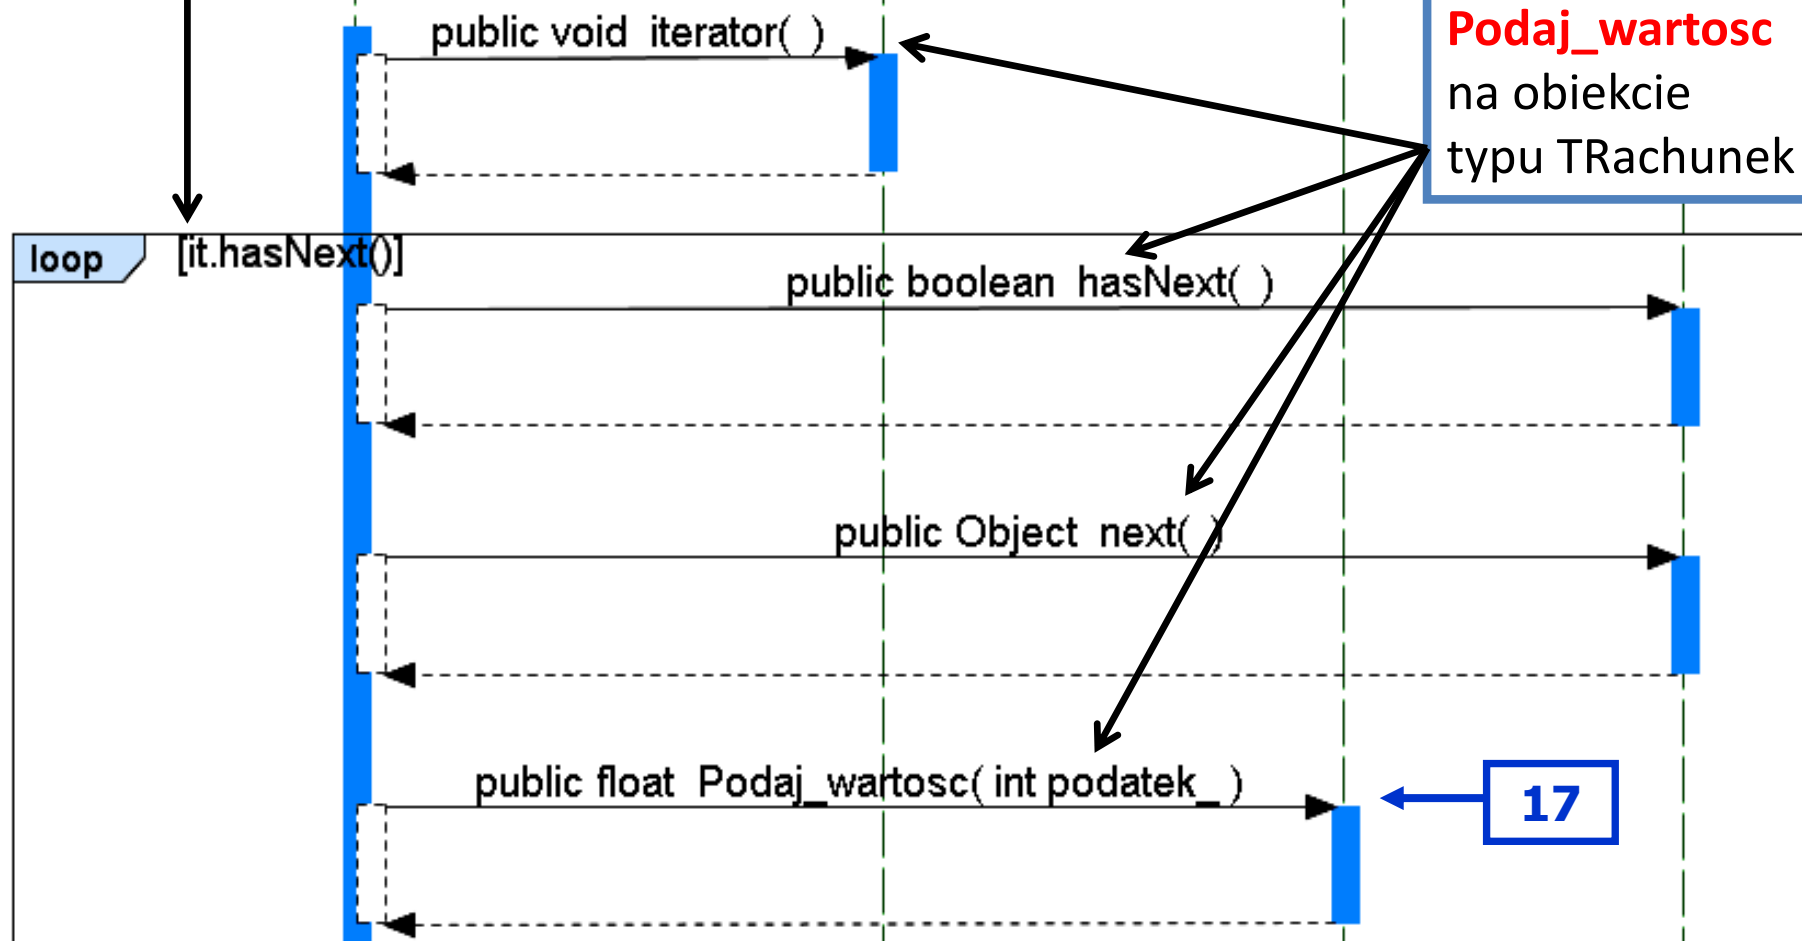 public void iterator( )
Podaj_wartosc
na obiekcie
typu TRachunek
loop
[it.hasNext()]
public boolean hasNext( )
public Object next( )
public float Podaj_wartosc( int podatek_ )
17